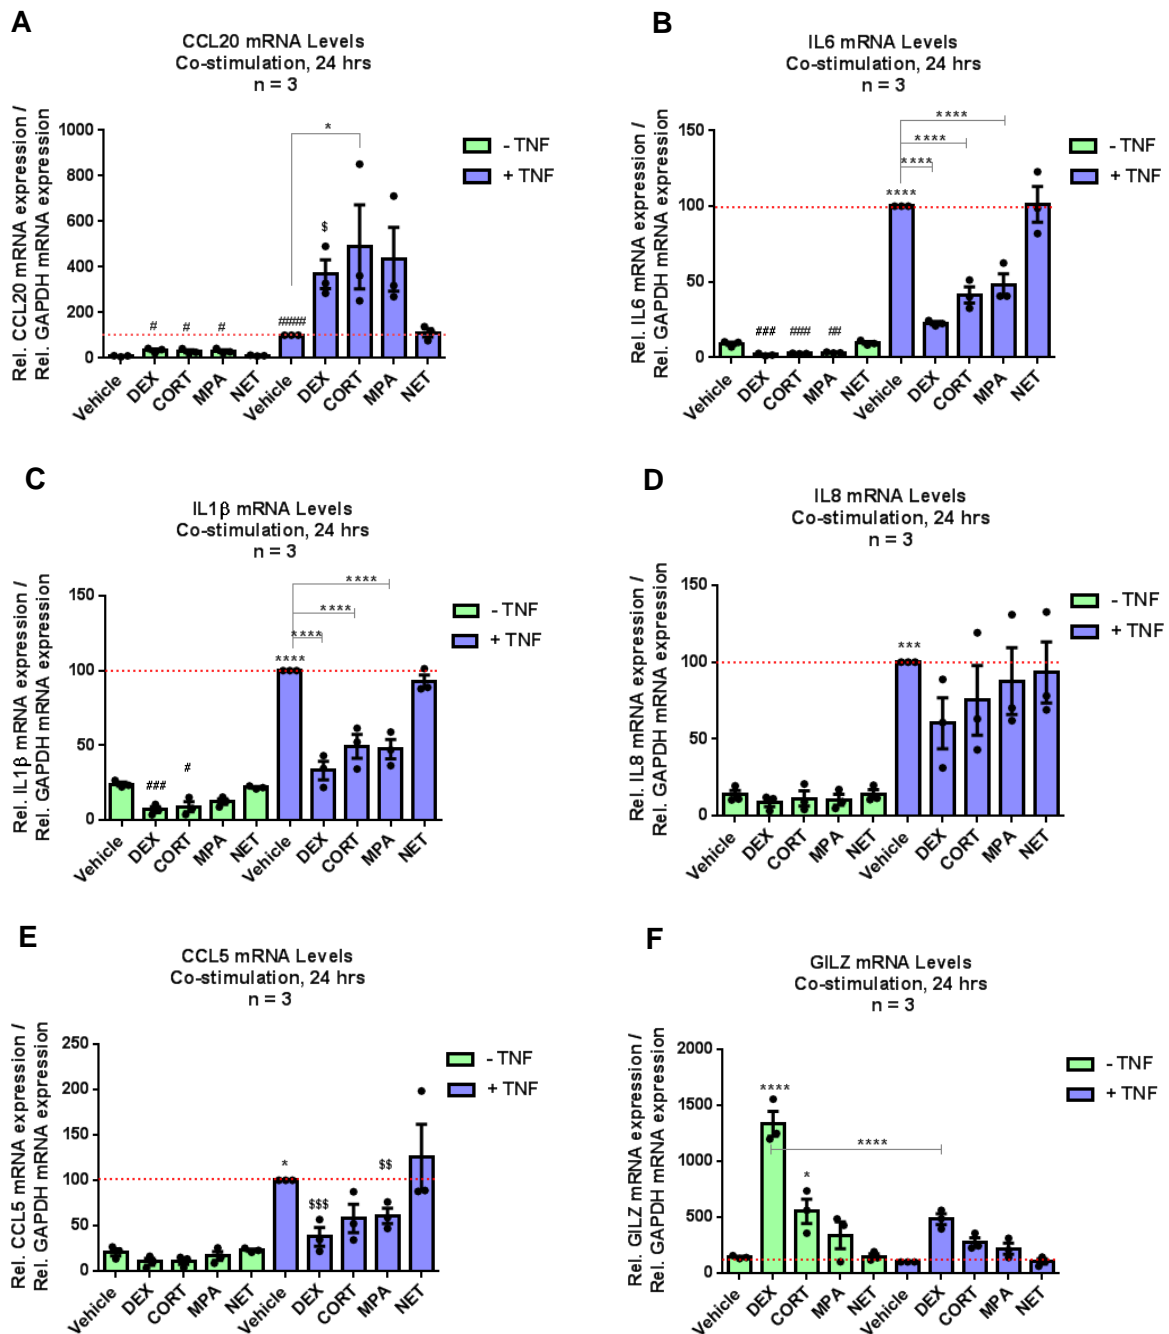 A
CCL20 mRNA Levels
Co-stimulation, 24 hrs
n = 3
Rel. CCL20 mRNA expression /
Rel. GAPDH mRNA expression
1000
800
600
400
200
0
#
#
#
####
$
*
- TNF
+ TNF
Vehicle
DEX
CORT
MPA
NET
Vehicle
DEX
CORT
MPA
NET
B
IL6 mRNA Levels
Co-stimulation, 24 hrs
n = 3
Rel. IL6 mRNA expression /
Rel. GAPDH mRNA expression
150
100
50
0
###
###
##
****
****
****
****
- TNF
+ TNF
Vehicle
DEX
CORT
MPA
NET
Vehicle
DEX
CORT
MPA
NET
C
IL1β mRNA Levels
Co-stimulation, 24 hrs
n = 3
Rel. IL1β mRNA expression /
Rel. GAPDH mRNA expression
150
100
50
0
###
#
****
****
****
****
- TNF
+ TNF
Vehicle
DEX
CORT
MPA
NET
Vehicle
DEX
CORT
MPA
NET
D
IL8 mRNA Levels
Co-stimulation, 24 hrs
n = 3
Rel. IL8 mRNA expression /
Rel. GAPDH mRNA expression
150
100
50
0
***
- TNF
+ TNF
Vehicle
DEX
CORT
MPA
NET
Vehicle
DEX
CORT
MPA
NET
E
CCL5 mRNA Levels
Co-stimulation, 24 hrs
n = 3
Rel. CCL5 mRNA expression /
Rel. GAPDH mRNA expression
250
200
150
100
50
0
*
$$$
$$
- TNF
+ TNF
Vehicle
DEX
CORT
MPA
NET
Vehicle
DEX
CORT
MPA
NET
F
GILZ mRNA Levels
Co-stimulation, 24 hrs
n = 3
Rel. GILZ mRNA expression /
Rel. GAPDH mRNA expression
2000
1500
1000
500
0
****
*
****
- TNF
+ TNF
Vehicle
DEX
CORT
MPA
NET
Vehicle
DEX
CORT
MPA
NET